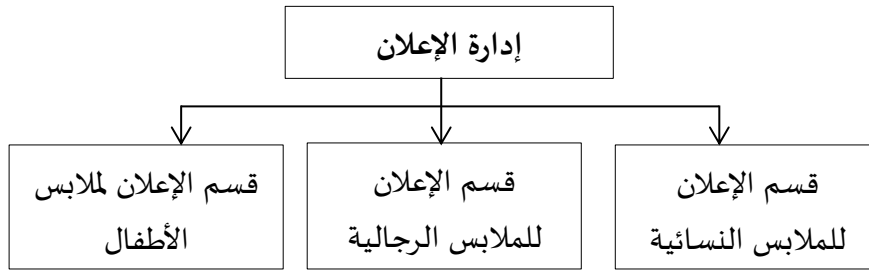 إدارة الإعلان
قسم الإعلان
للملابس النسائية
قسم الإعلان
للملابس الرجالية
قسم الإعلان لملابس
الأطفال